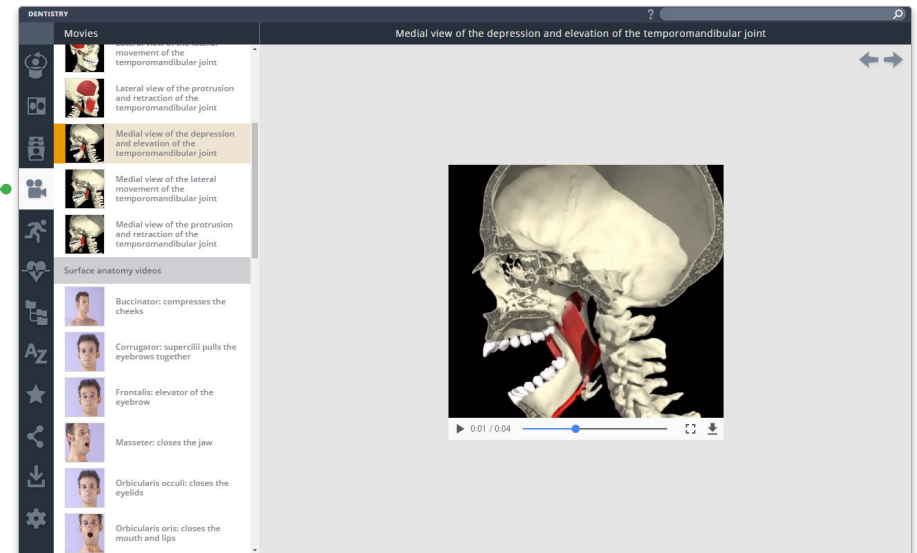 DENTISTRY
?
Movies
Medial view of the depression and elevation of the temporomandibular joint
Lateral view of the lateral
movement of the
temporomandibular joint
Lateral view of the protrusion
and retraction of the
temporomandibular joint
Medial view of the depression
and elevation of the
temporomandibular joint
Medial view of the lateral
movement of the
temporomandibular joint
Medial view of the protrusion
and retraction of the
temporomandibular joint
Surface anatomy videos
Buccinator: compresses the
cheeks
Corrugator: supercilii pulls the
eyebrows together
Frontalis: elevator of the
eyebrow
Masseter: closes the jaw
Orbicularis occuli: closes the
eyelids
Orbicularis oris: closes the
mouth and lips
AZ
0:01 / 0:04